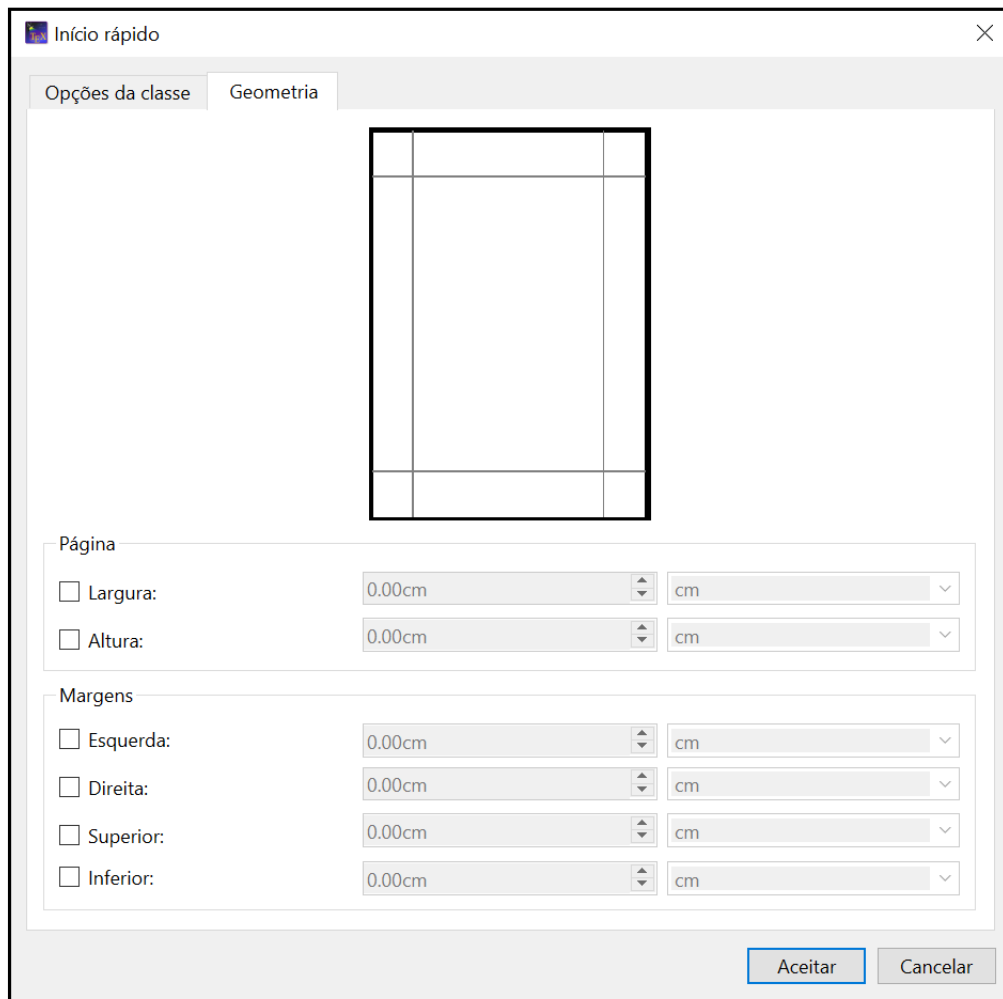 Início rápido
Opções da classe Geometria
Página
Largura: 0.00cm cm
Altura: 0.00cm cm
Margens
Esquerda: 0.00cm cm
Direita: 0.00cm cm
Superior: 0.00cm cm
Inferior: 0.00cm cm
Aceitar Cancelar